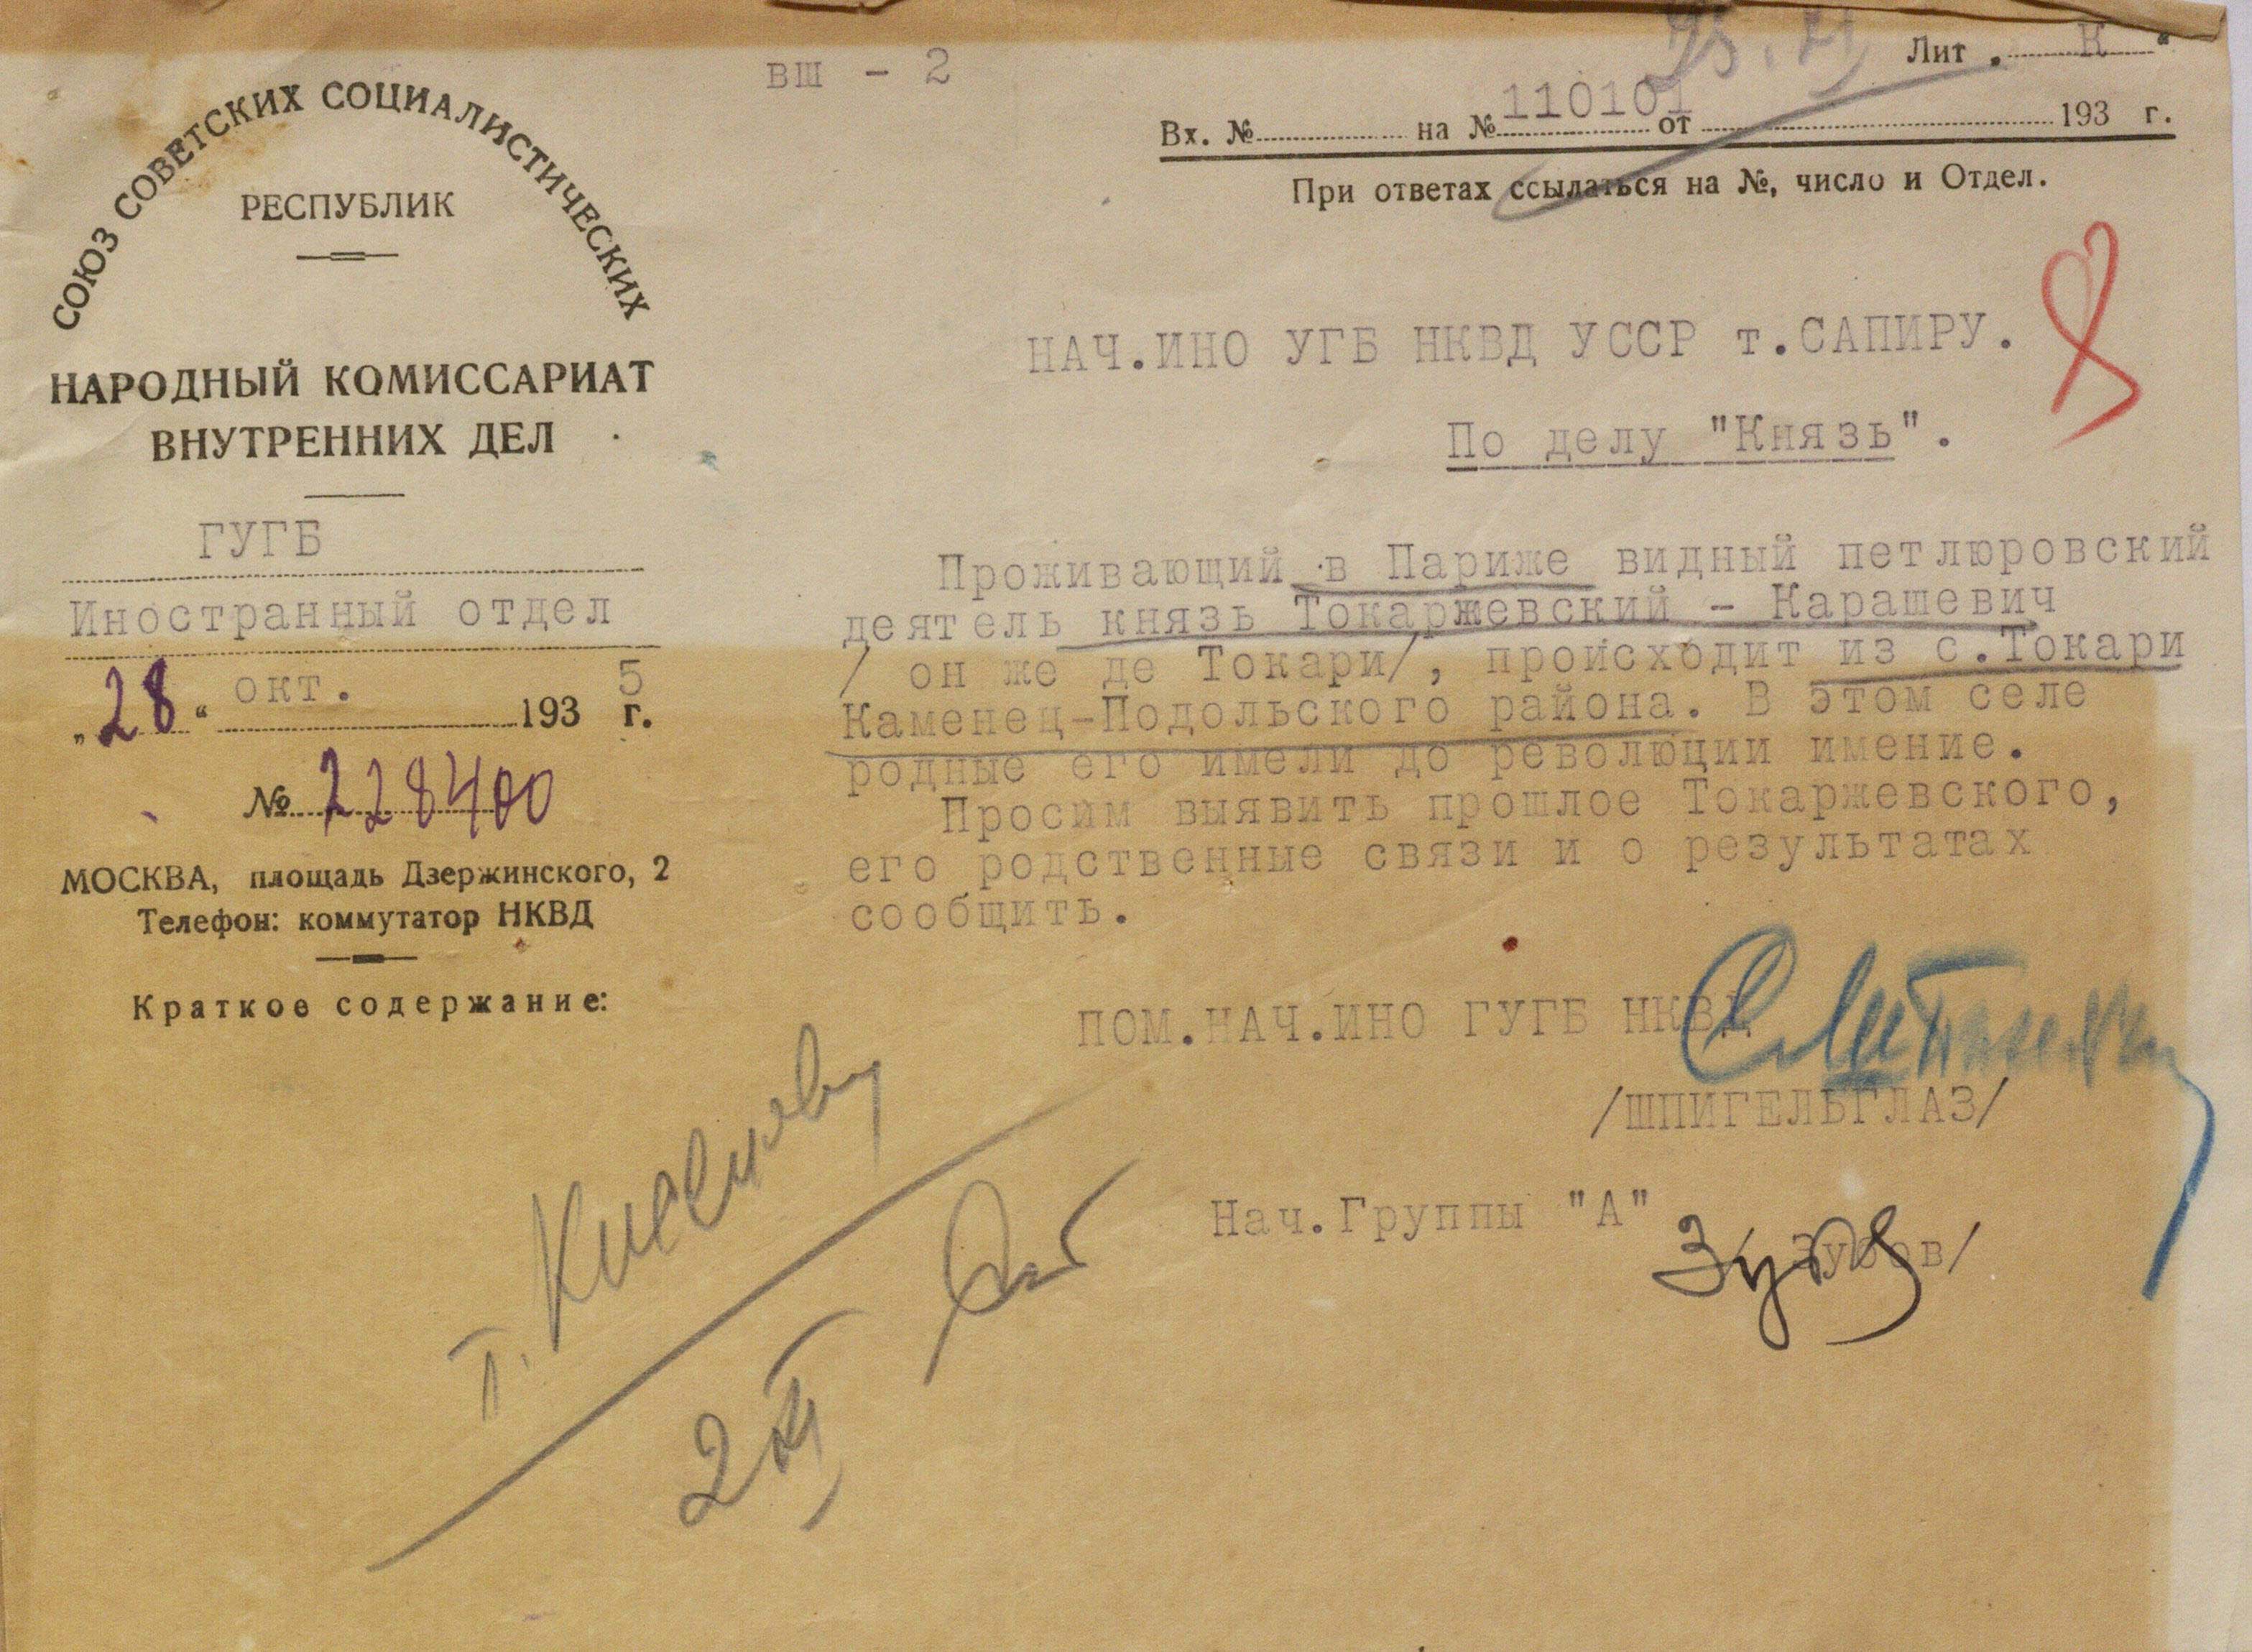 СОЮЗ СОВЕТСКИХ СОЦИАЛИСТИЧЕСКИХ
РЕСПУБЛИК
НАРОДНЫЙ КОМИССАРИАТ
ВНУТРЕННИХ ДЕЛ
ГУГБ
Иностранный отдел
„28“ окт. 1935 г.
№ 228400
МОСКВА, площадь Дзержинского, 2
Телефон: коммутатор НКВД
Краткое содержание:
ВШ - 2
Лит. К "
Вх. № на № 110101 от 193 г.
При ответах ссылаться на №, число и Отдел.
8
НАЧ.ИНО УГБ НКВД УССР т.САПИРУ.
По делу "Князь".
Проживающий в Париже видный петлюровский
деятель князь Токаржевский - Карашевич
/ он же де Токари/, происходит из с.Токари
Каменец-Подольского района. В этом селе
родные его имели до революции имение.
Просим выявить прошлое Токаржевского,
его родственные связи и о результатах
сообщить.
ПОМ.НАЧ.ИНО ГУГБ НКВД
/ШПИГЕЛЬГЛАЗ/
Нач.Группы "А"
Зубов/
т.
2 XI